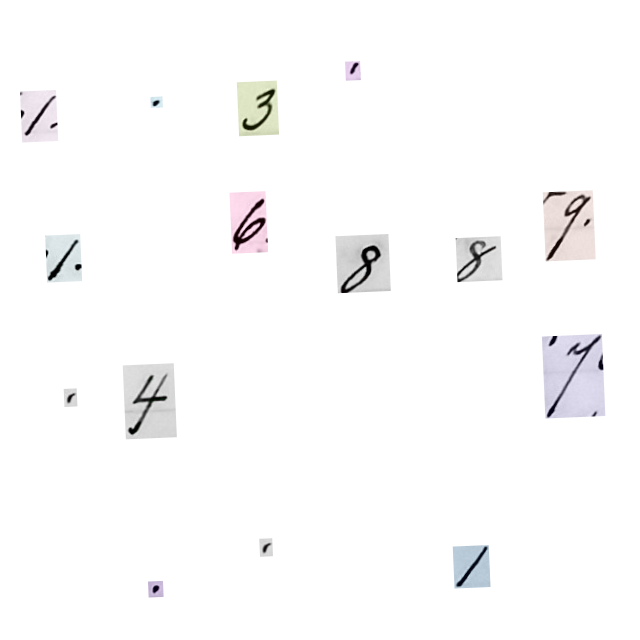 1. . 3 '
1. 6. 8 8 9.
' 4 7
. ' 1